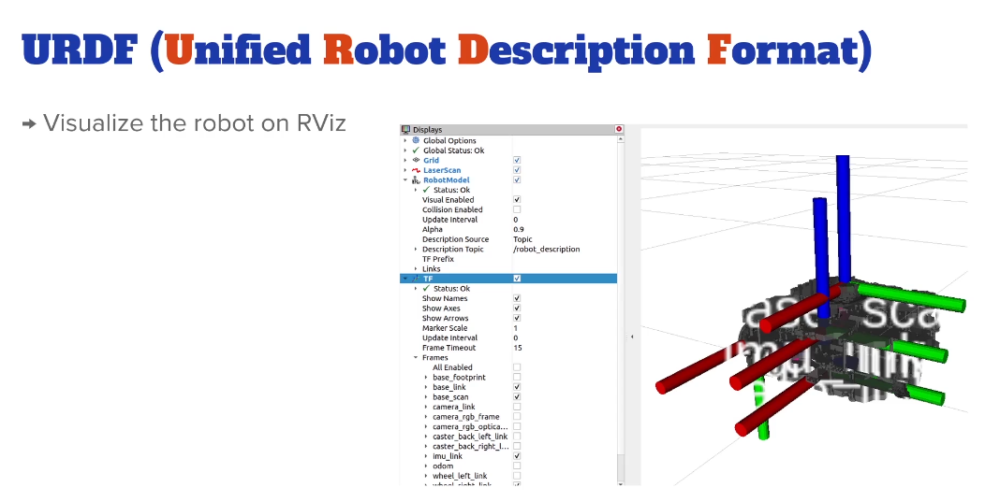 URDF (Unified Robot Description Format)
→ Visualize the robot on RViz
Displays
Global Options
Global Status: Ok
Grid
LaserScan
RobotModel
Status: Ok
Visual Enabled
Collision Enabled
Update Interval 0
Alpha 0.9
Description Source Topic
Description Topic /robot_description
TF Prefix
Links
TF
Status: Ok
Show Names
Show Axes
Show Arrows
Marker Scale 1
Update Interval 0
Frame Timeout 15
Frames
All Enabled
base_footprint
base_link
base_scan
camera_link
camera_rgb_frame
camera_rgb_optica...
caster_back_left_link
caster_back_right_l...
imu_link
odom
wheel_left_link
wheel_right_link